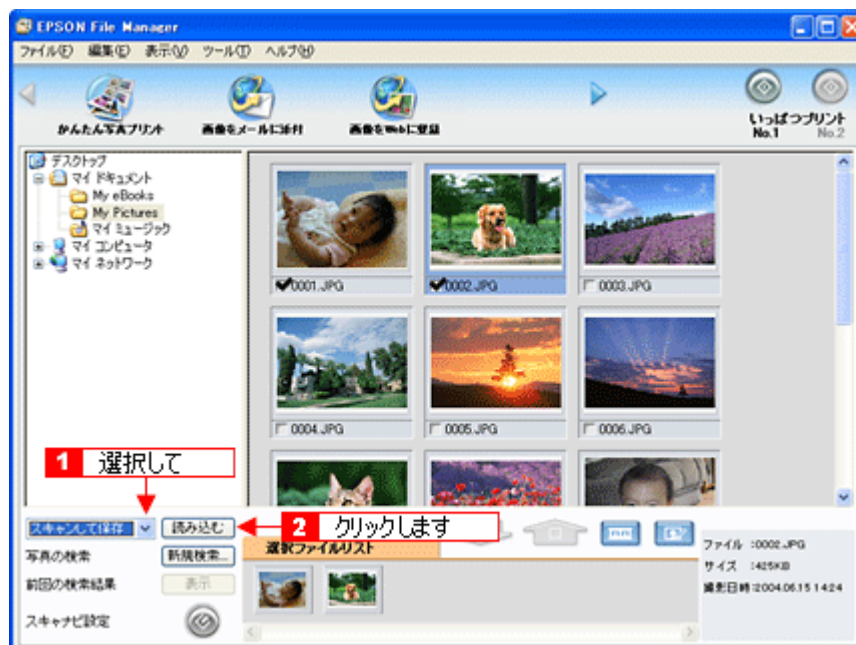 EPSON File Manager
ファイル(F) 編集(E) 表示(V) ツール(T) ヘルプ(H)
かんたん写真プリント
画像をメールに添付
画像をWebに登録
いっぱつプリント
No.1 No.2
デスクトップ
マイ ドキュメント
My eBooks
My Pictures
マイ ミュージック
マイ コンピュータ
マイ ネットワーク
0001.JPG 0002.JPG 0003.JPG
0004.JPG 0005.JPG 0006.JPG
1 選択して
スキャンして保存 読み込む
2 クリックします
写真の検索 新規検索...
前回の検索結果 表示
スキャナビ設定
選択ファイルリスト
ファイル :0002.JPG
サイズ :425KB
撮影日時:2004.06.15 14:24